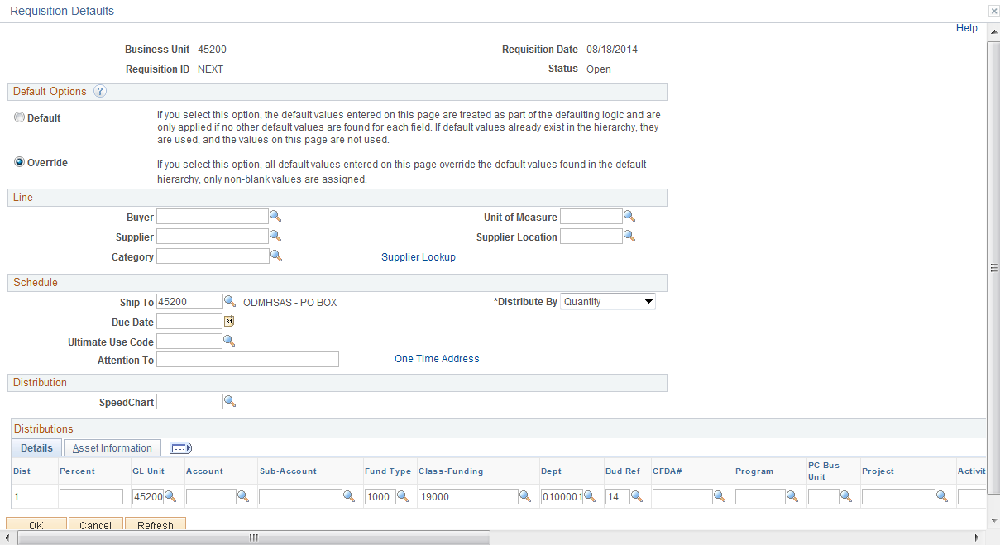 Requisition Defaults
Help
Business Unit 45200 Requisition Date 08/18/2014
Requisition ID NEXT Status Open
Default Options ?
Default If you select this option, the default values entered on this page are treated as part of the defaulting logic and are
only applied if no other default values are found for each field. If default values already exist in the hierarchy, they
are used, and the values on this page are not used.
Override If you select this option, all default values entered on this page override the default values found in the default
hierarchy, only non-blank values are assigned.
Line
Buyer Unit of Measure
Supplier Supplier Location
Category Supplier Lookup
Schedule
Ship To 45200 ODMHSAS - PO BOX *Distribute By Quantity
Due Date 31
Ultimate Use Code
Attention To One Time Address
Distribution
SpeedChart
Distributions
Details Asset Information
Dist Percent GL Unit Account Sub-Account Fund Type Class-Funding Dept Bud Ref CFDA# Program PC Bus Unit Project Activit
1 45200 1000 19000 0100001 14
OK Cancel Refresh